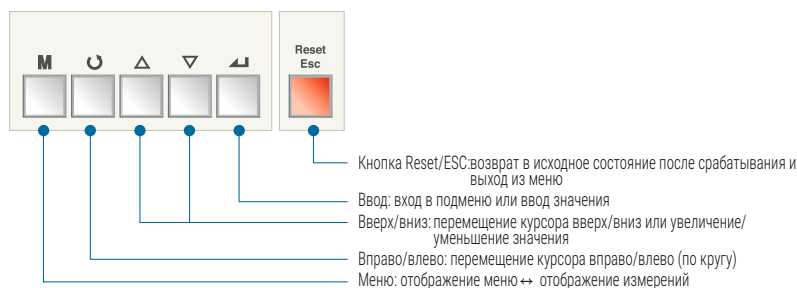 M
Reset
Esc
Кнопка Reset/ESC:возврат в исходное состояние после срабатывания и
выход из меню
Ввод: вход в подменю или ввод значения
Вверх/вниз: перемещение курсора вверх/вниз или увеличение/
уменьшение значения
Вправо/влево: перемещение курсора вправо/влево (по кругу)
Меню: отображение меню ↔ отображение измерений